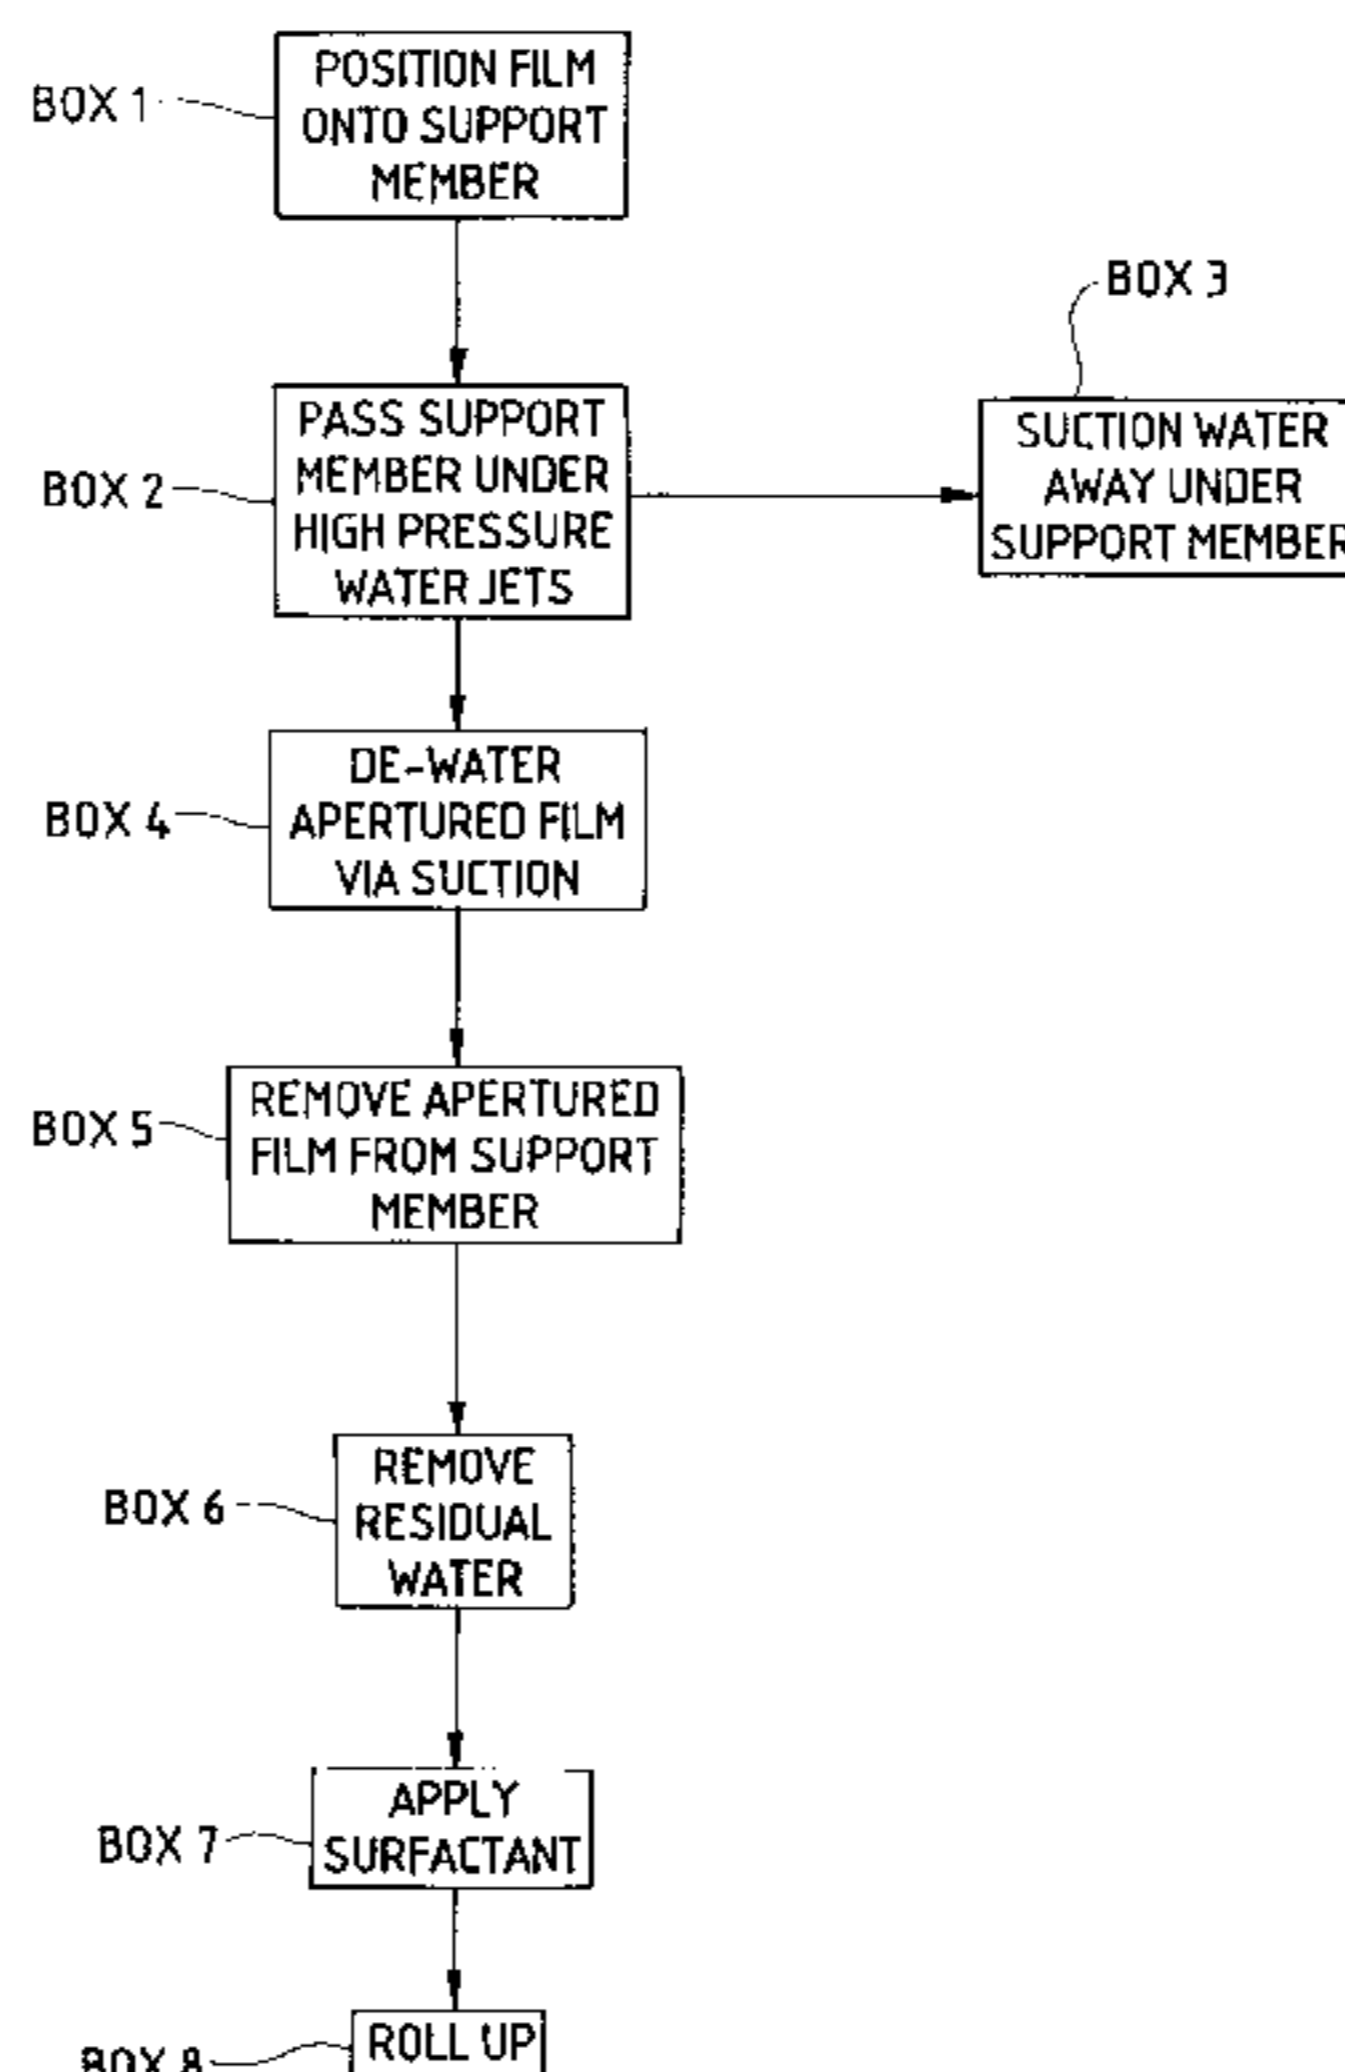 BOX 1
POSITION FILM
ONTO SUPPORT
MEMBER
BOX 2
PASS SUPPORT
MEMBER UNDER
HIGH PRESSURE
WATER JETS
BOX 3
SUCTION WATER
AWAY UNDER
SUPPORT MEMBER
BOX 4
DE-WATER
APERTURED FILM
VIA SUCTION
BOX 5
REMOVE APERTURED
FILM FROM SUPPORT
MEMBER
BOX 6
REMOVE
RESIDUAL
WATER
BOX 7
APPLY
SURFACTANT
BOX 8
ROLL UP